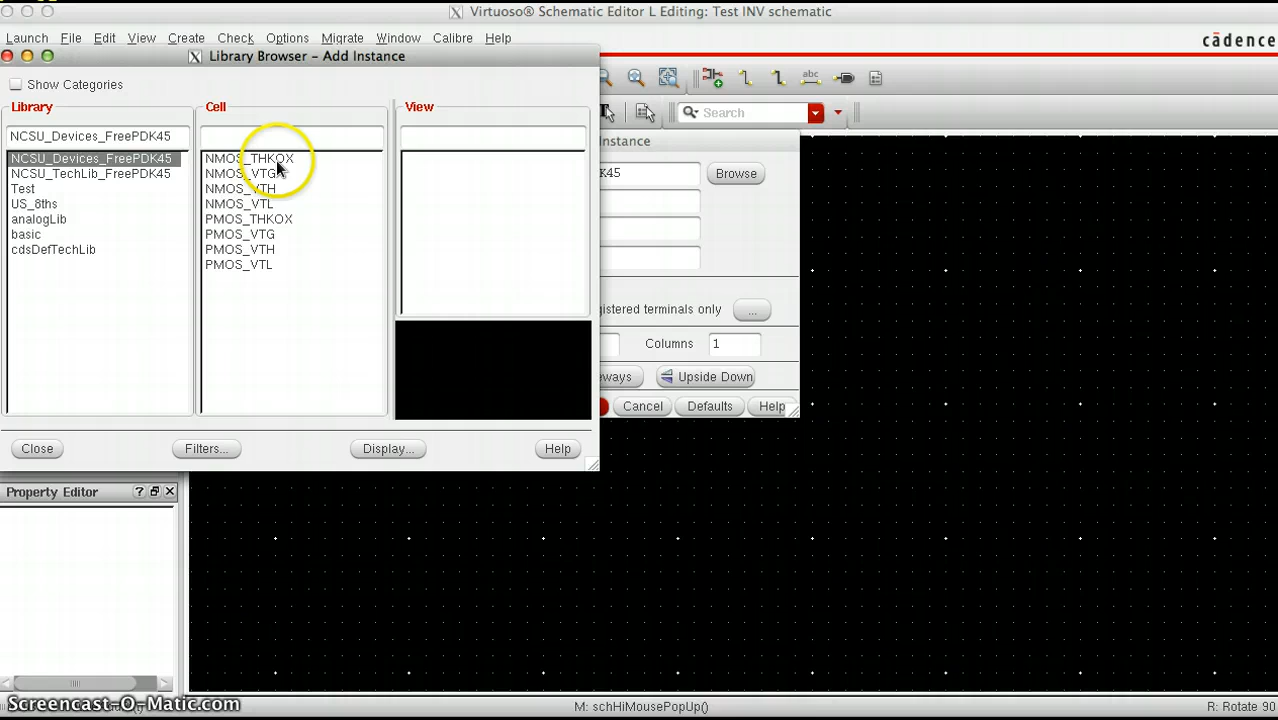 Virtuoso® Schematic Editor L Editing: Test INV schematic
Launch File Edit View Create Check Options Migrate Window Calibre Help
cādence
Library Browser - Add Instance
Show Categories
Library Cell View
NCSU_Devices_FreePDK45
NCSU_Devices_FreePDK45
NCSU_TechLib_FreePDK45
Test
US_8ths
analogLib
basic
cdsDefTechLib
NMOS_THKOX
NMOS_VTG
NMOS_VTH
NMOS_VTL
PMOS_THKOX
PMOS_VTG
PMOS_VTH
PMOS_VTL
Close Filters... Display... Help
abc
Search
Instance
K45 Browse
gistered terminals only ...
Columns 1
eways Upside Down
Cancel Defaults Help
Property Editor ?
Screencast-O-Matic.com
M: schHiMousePopUp()
R: Rotate 90